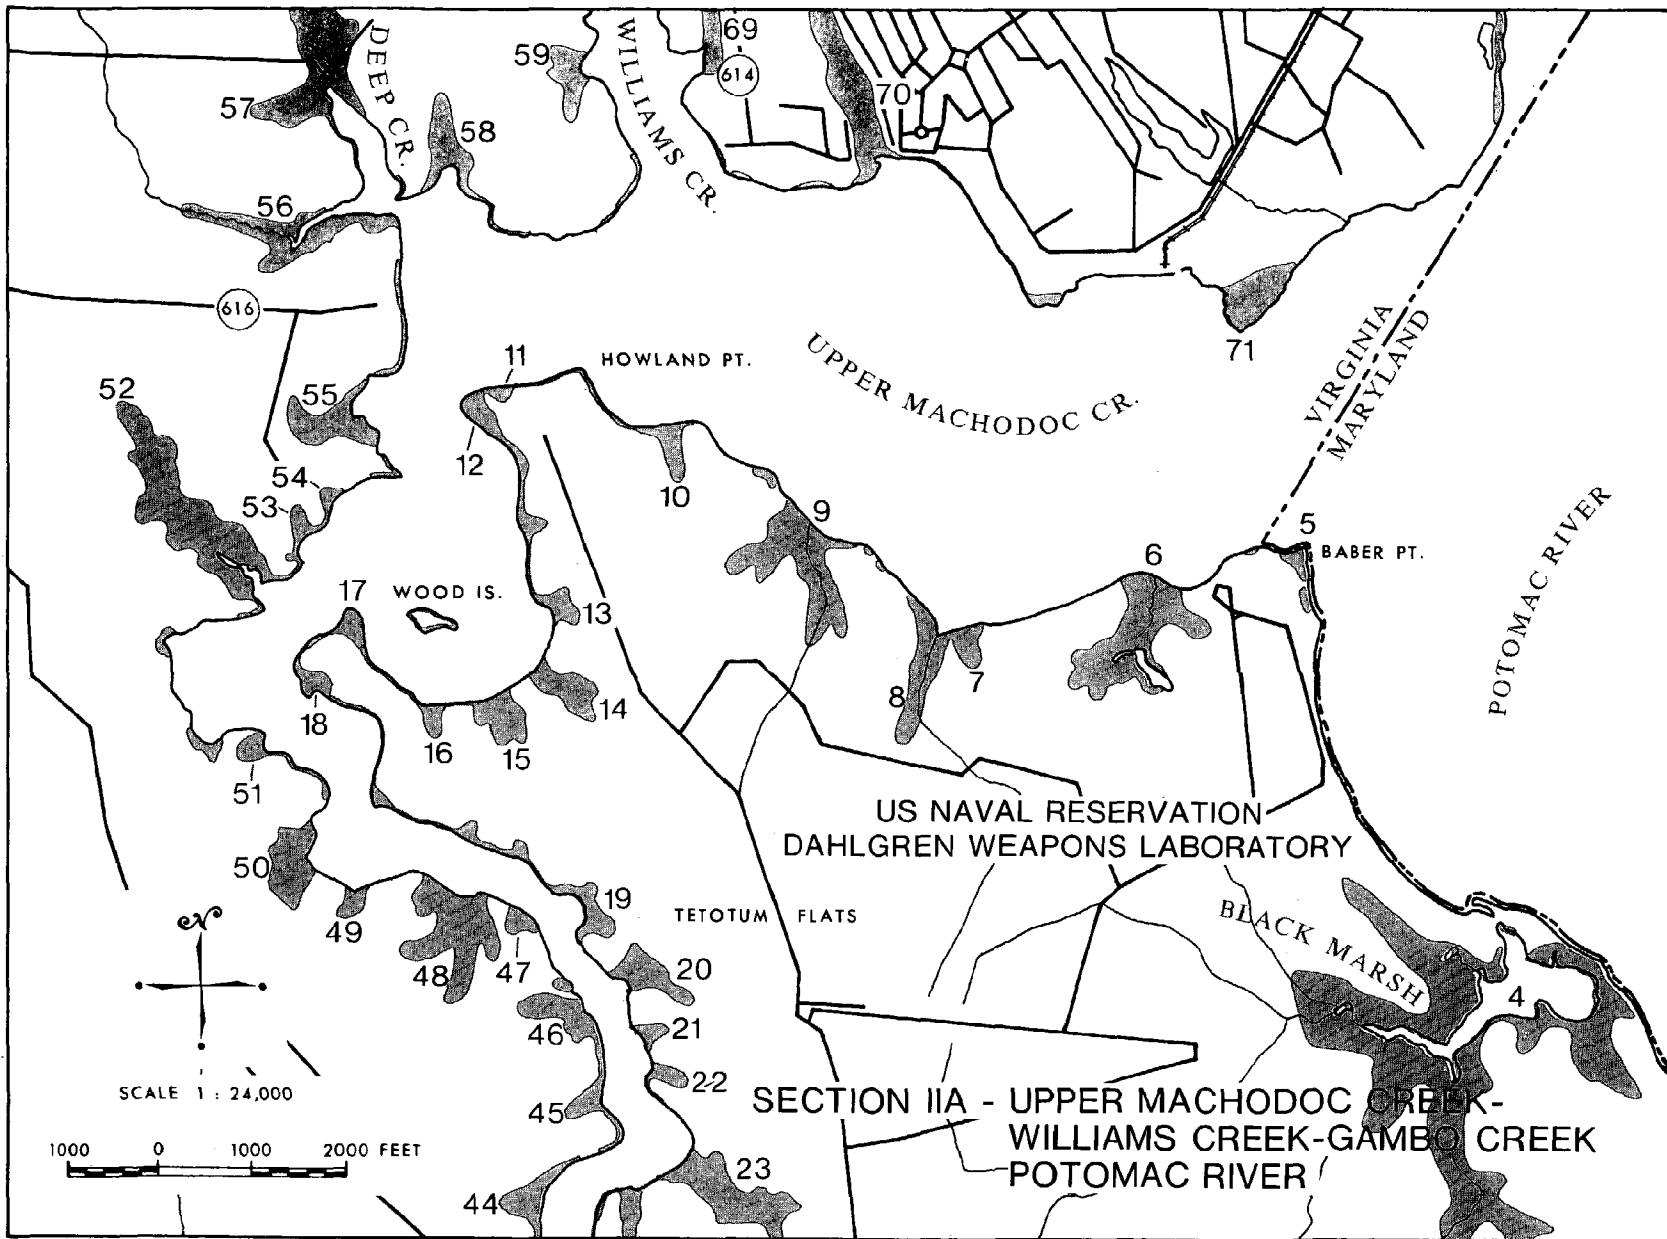 69
59
DEEP CR.
WILLIAMS CR.
614
70
57
58
56
616
71
UPPER MACHODOC CR.
VIRGINIA
MARYLAND
11
HOWLAND PT.
52
55
12
10
54
53
9
5
BABER PT.
6
POTOMAC RIVER
17
WOOD IS.
13
7
8
18
14
16
15
51
US NAVAL RESERVATION
DAHLGREN WEAPONS LABORATORY
50
19
TETOTUM FLATS
BLACK MARSH
49
48
47
20
4
N
46
21
22
SCALE 1 : 24,000
45
SECTION IIA - UPPER MACHODOC CREEK-
WILLIAMS CREEK-GAMBO CREEK
POTOMAC RIVER
1000 0 1000 2000 FEET
23
44